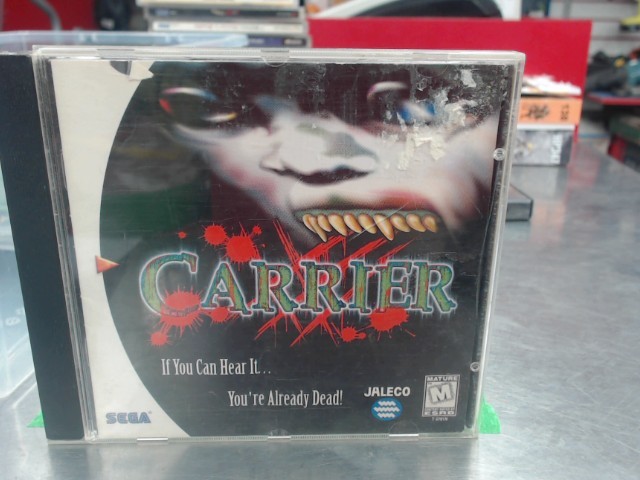 CARRIER
If You Can Hear It...
You're Already Dead!
JALECO
SEGA
MATURE
M
ESRB